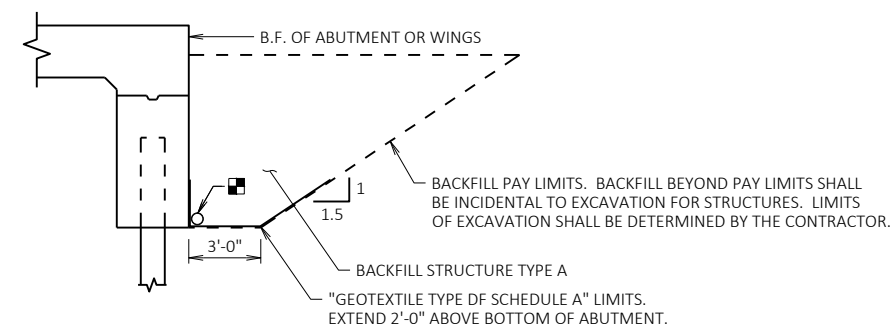 B.F. OF ABUTMENT OR WINGS
BACKFILL PAY LIMITS. BACKFILL BEYOND PAY LIMITS SHALL
BE INCIDENTAL TO EXCAVATION FOR STRUCTURES. LIMITS
OF EXCAVATION SHALL BE DETERMINED BY THE CONTRACTOR.
1
1.5
3'-0"
BACKFILL STRUCTURE TYPE A
"GEOTEXTILE TYPE DF SCHEDULE A" LIMITS.
EXTEND 2'-0" ABOVE BOTTOM OF ABUTMENT.